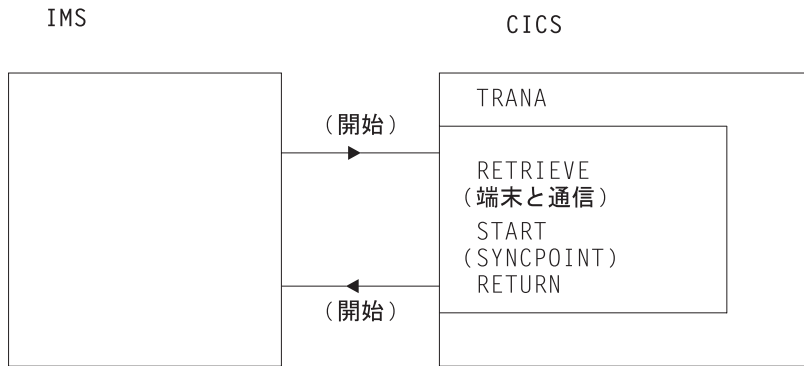 IMS
CICS
TRANA
(開始)
RETRIEVE
(端末と通信)
START
(SYNCPOINT)
RETURN
(開始)